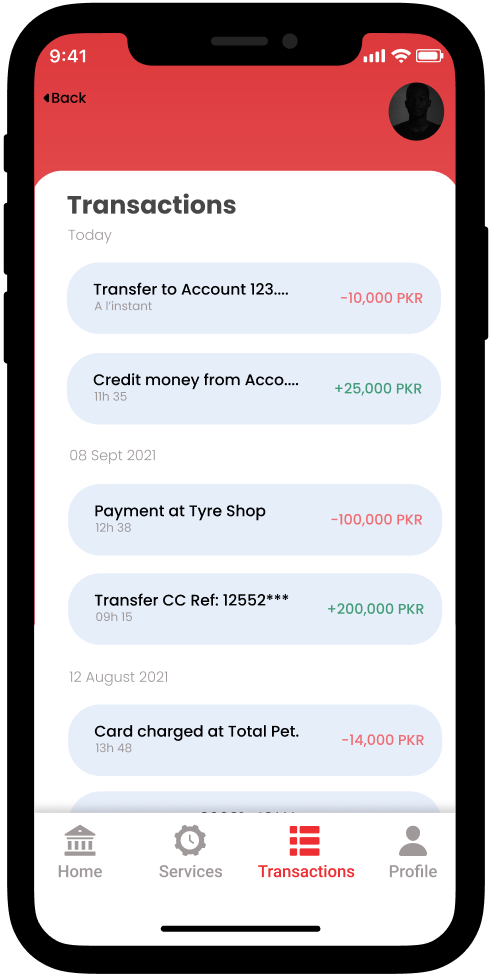 9:41
Back
Transactions
Today
Transfer to Account 123....
A l'instant
-10,000 PKR
Credit money from Acco....
11h 35
+25,000 PKR
08 Sept 2021
Payment at Tyre Shop
12h 38
-100,000 PKR
Transfer CC Ref: 12552***
09h 15
+200,000 PKR
12 August 2021
Card charged at Total Pet.
13h 48
-14,000 PKR
Home
Services
Transactions
Profile